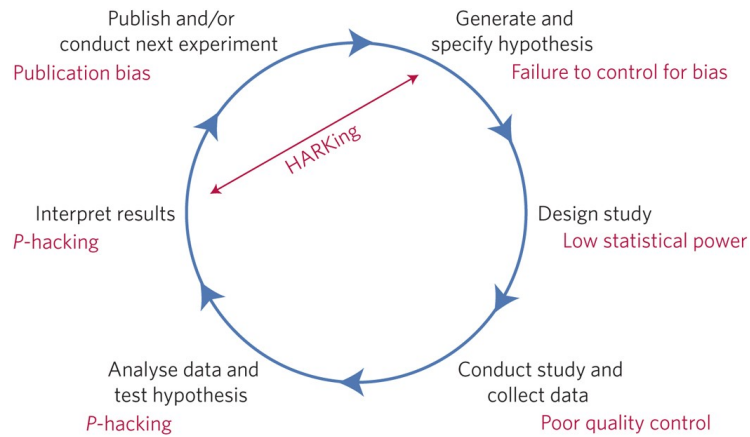 Publish and/or
conduct next experiment
Publication bias
Generate and
specify hypothesis
Failure to control for bias
HARKing
Interpret results
P-hacking
Design study
Low statistical power
Analyse data and
test hypothesis
P-hacking
Conduct study and
collect data
Poor quality control